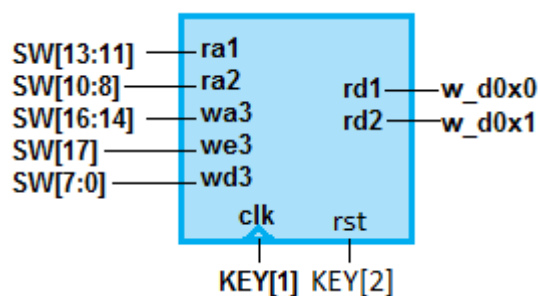 SW[13:11] ra1
SW[10:8] ra2 rd1 w_d0x0
SW[16:14] wa3 rd2 w_d0x1
SW[17] we3
SW[7:0] wd3
clk rst
KEY[1] KEY[2]